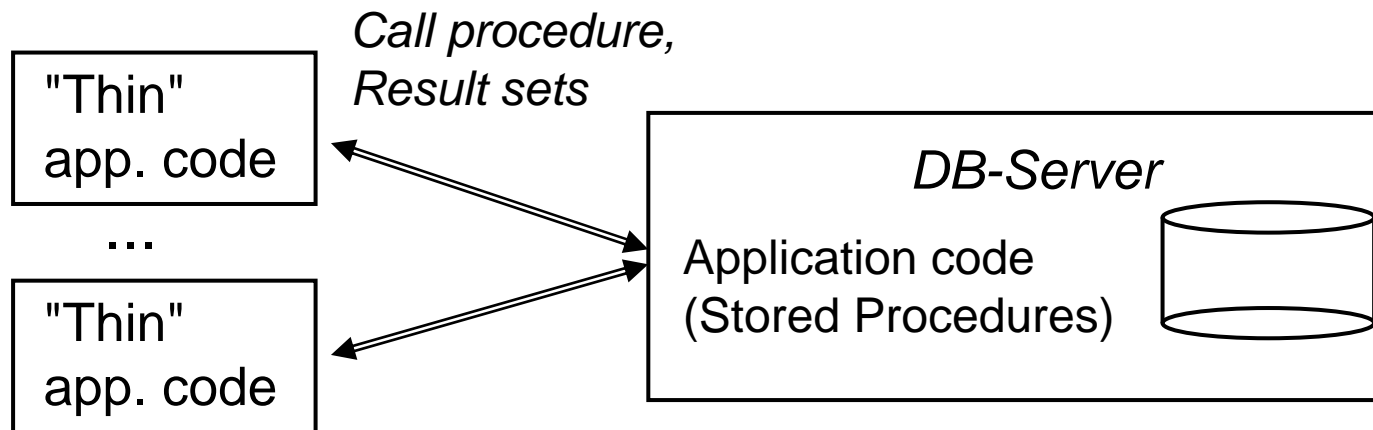 Call procedure,
Result sets
"Thin"
app. code
...
"Thin"
app. code
DB-Server
Application code
(Stored Procedures)